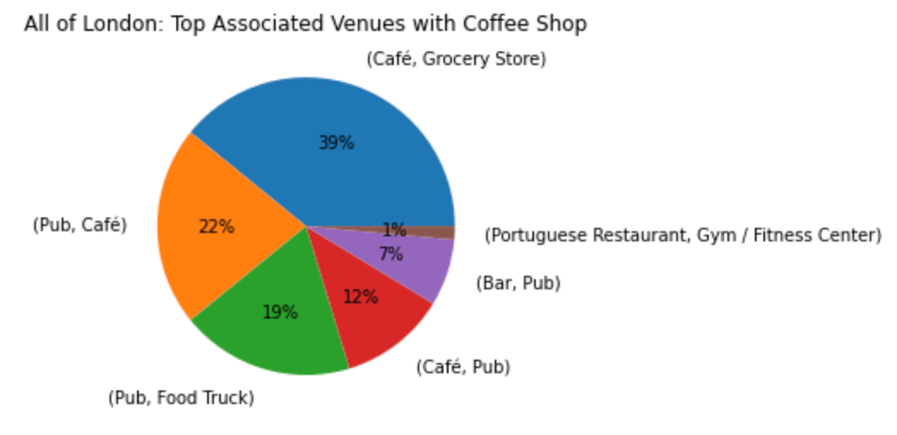 All of London: Top Associated Venues with Coffee Shop
(Café, Grocery Store)
39%
(Pub, Café)
22%
1%
(Portuguese Restaurant, Gym / Fitness Center)
7%
(Bar, Pub)
12%
19%
(Café, Pub)
(Pub, Food Truck)